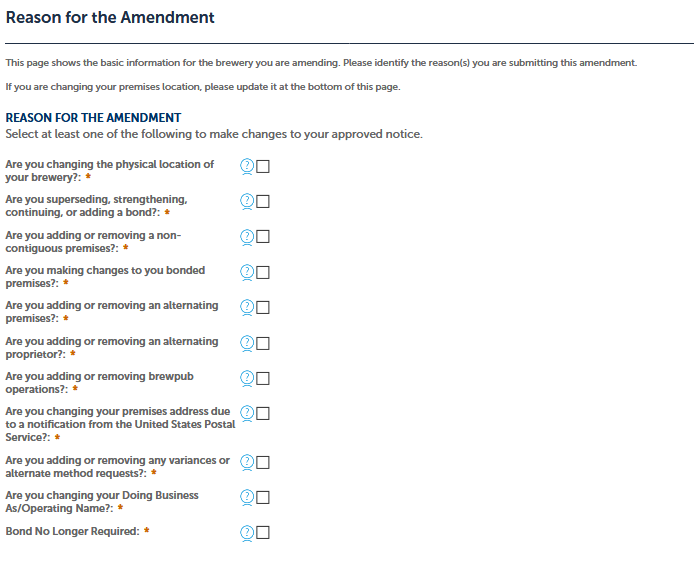 Reason for the Amendment
This page shows the basic information for the brewery you are amending. Please identify the reason(s) you are submitting this amendment.
If you are changing your premises location, please update it at the bottom of this page.
REASON FOR THE AMENDMENT
Select at least one of the following to make changes to your approved notice.
Are you changing the physical location of
your brewery?: * ?
Are you superseding, strengthening,
continuing, or adding a bond?: * ?
Are you adding or removing a non-
contiguous premises?: * ?
Are you making changes to you bonded
premises?: * ?
Are you adding or removing an alternating
premises?: * ?
Are you adding or removing an alternating
proprietor?: * ?
Are you adding or removing brewpub
operations?: * ?
Are you changing your premises address due
to a notification from the United States Postal
Service?: * ?
Are you adding or removing any variances or
alternate method requests?: * ?
Are you changing your Doing Business
As/Operating Name?: * ?
Bond No Longer Required: * ?